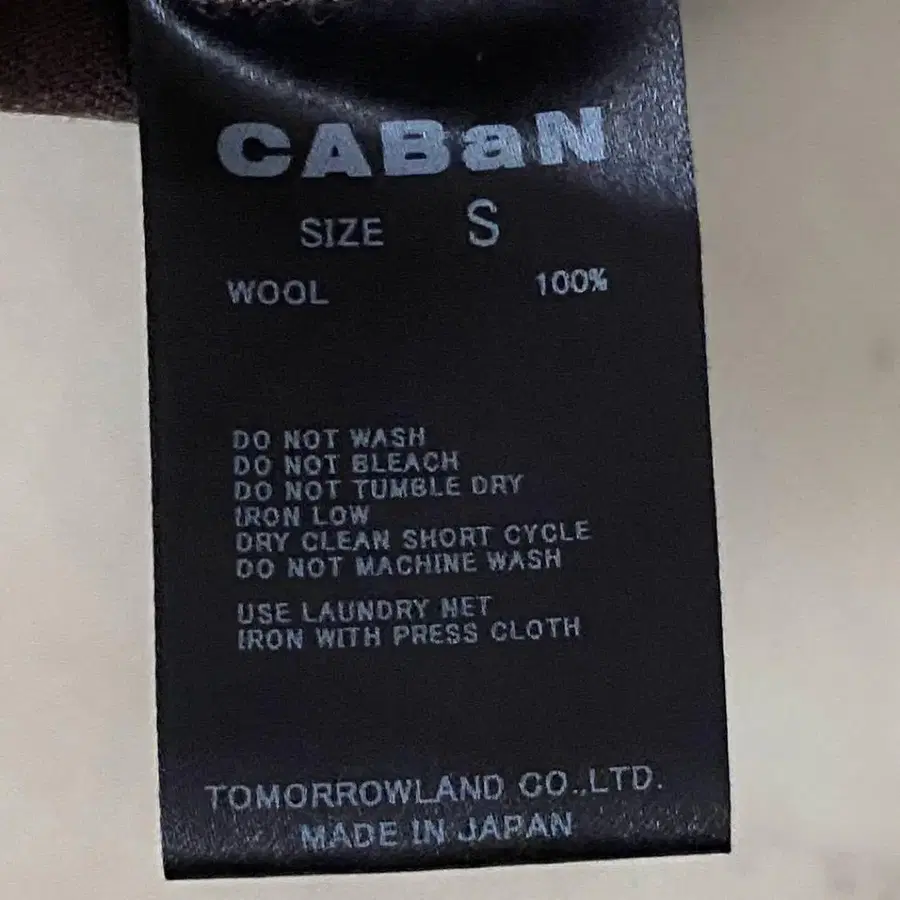 CABaN
SIZE S
WOOL 100%
DO NOT WASH
DO NOT BLEACH
DO NOT TUMBLE DRY
IRON LOW
DRY CLEAN SHORT CYCLE
DO NOT MACHINE WASH
USE LAUNDRY NET
IRON WITH PRESS CLOTH
TOMORROWLAND CO.,LTD.
MADE IN JAPAN